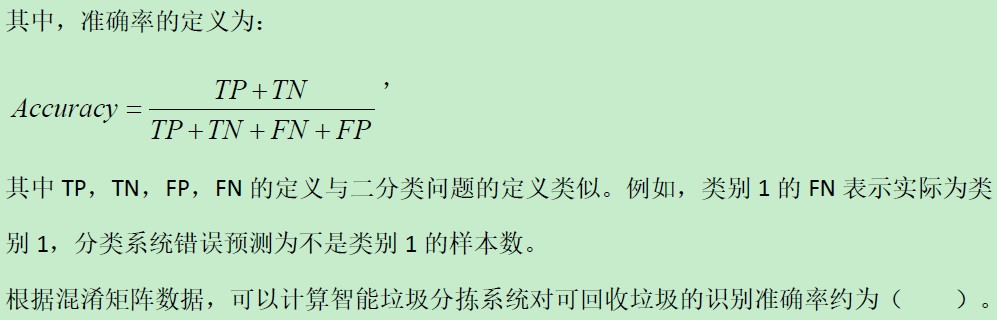 其中，准确率的定义为：
Accuracy = \frac{TP+TN}{TP+TN+FN+FP}，
其中 TP，TN，FP，FN 的定义与二分类问题的定义类似。例如，类别 1 的 FN 表示实际为类
别 1，分类系统错误预测为不是类别 1 的样本数。
根据混淆矩阵数据，可以计算智能垃圾分拣系统对可回收垃圾的识别准确率约为（　　）。